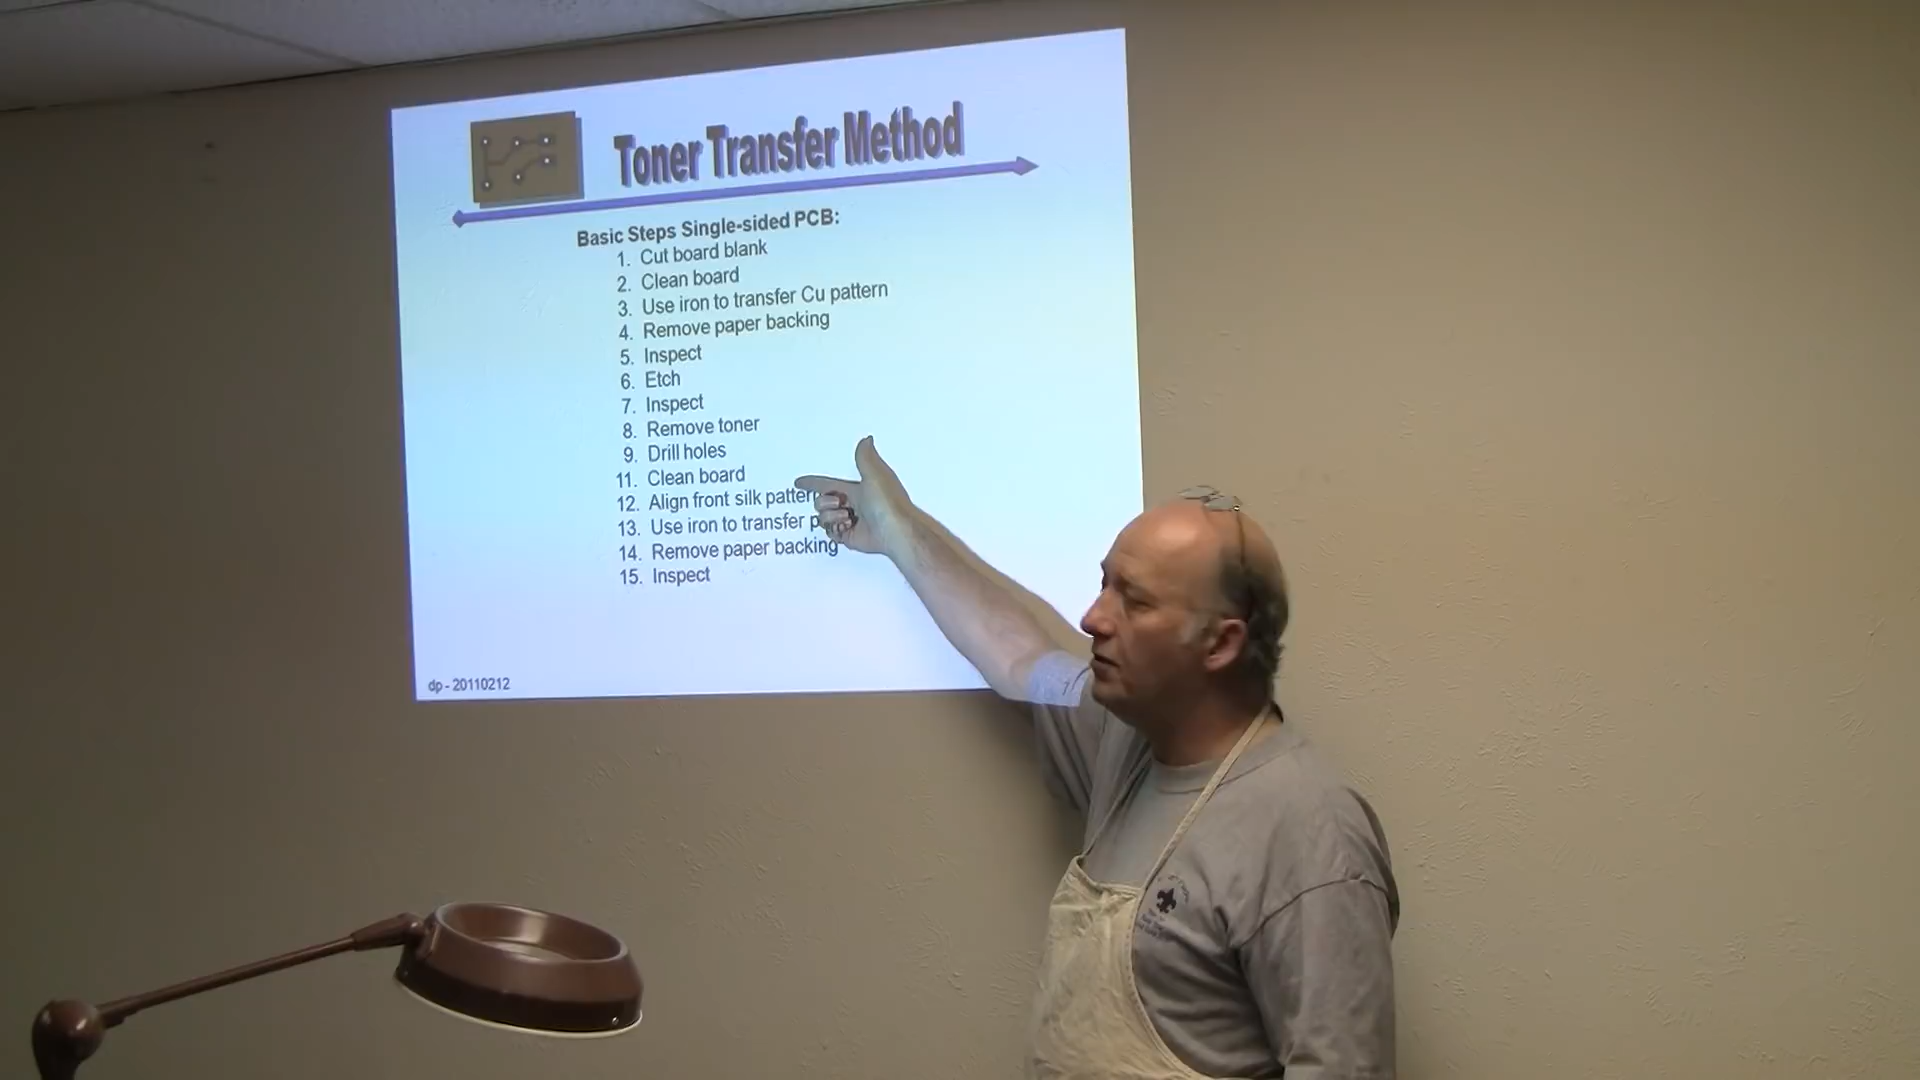 Toner Transfer Method
Basic Steps Single-sided PCB:
1. Cut board blank
2. Clean board
3. Use iron to transfer Cu pattern
4. Remove paper backing
5. Inspect
6. Etch
7. Inspect
8. Remove toner
9. Drill holes
11. Clean board
12. Align front silk pattern
13. Use iron to transfer
14. Remove paper backing
15. Inspect
dp - 20110212